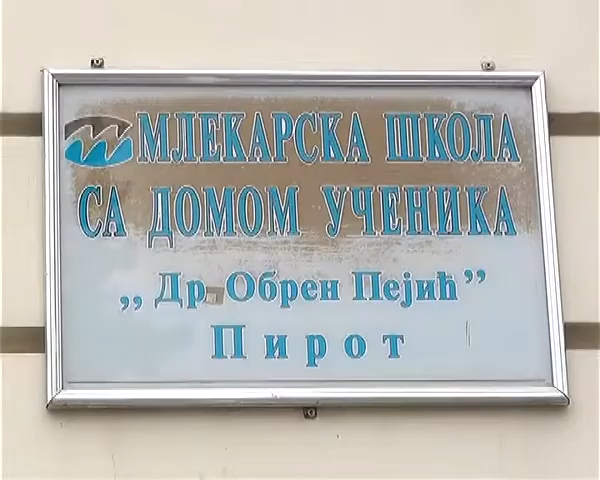 МЛЕКАРСКА ШКОЛА
СА ДОМОМ УЧЕНИКА
„Др Обрен Пејић”
Пирот